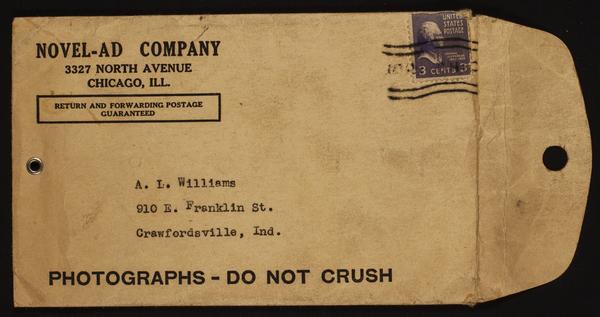 NOVEL-AD COMPANY
3327 NORTH AVENUE
CHICAGO, ILL.
RETURN AND FORWARDING POSTAGE
GUARANTEED
UNITED
STATES
POSTAGE
3 CENTS 3
A. L. Williams
910 E. Franklin St.
Crawfordsville, Ind.
PHOTOGRAPHS - DO NOT CRUSH